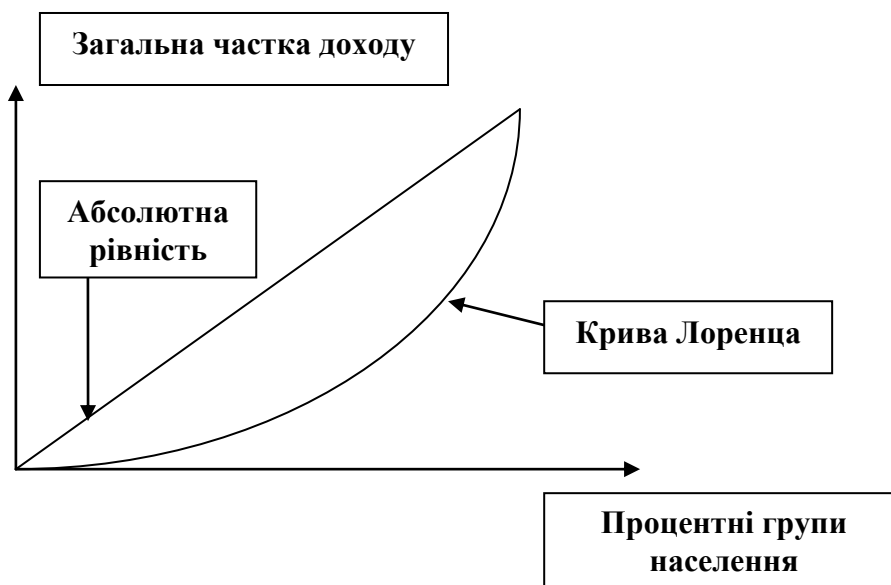 Загальна частка доходу
Абсолютна
рівність
Крива Лоренца
Процентні групи
населення